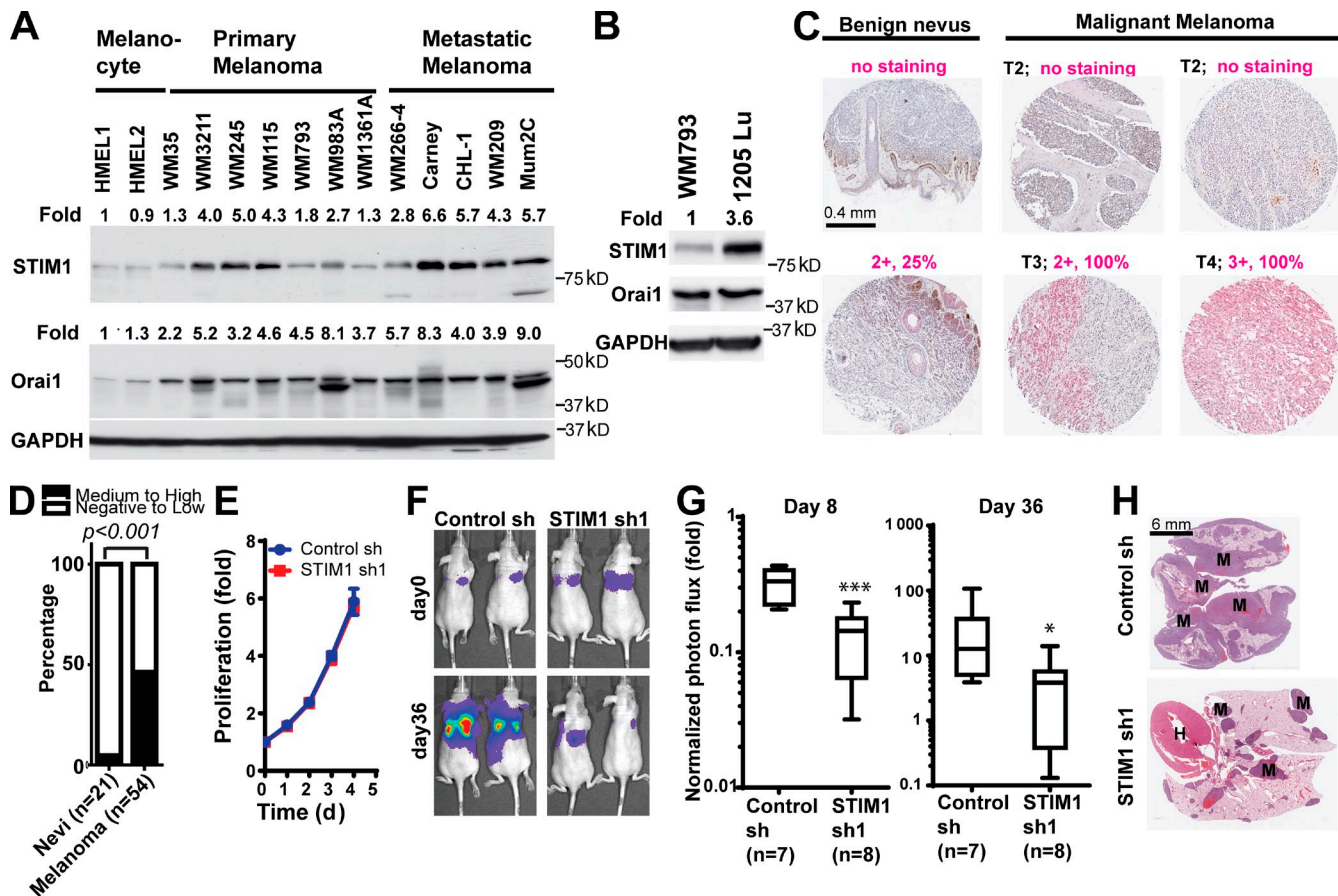 A
Melano-
cyte
Primary
Melanoma
Metastatic
Melanoma
HMEL1
HMEL2
WM35
WM3211
WM245
WM115
WM793
WM983A
WM1361A
WM266-4
Carney
CHL-1
WM209
Mum2C
Fold 1 0.9 1.3 4.0 5.0 4.3 1.8 2.7 1.3 2.8 6.6 5.7 4.3 5.7
STIM1
75 kD
Fold 1 1.3 2.2 5.2 3.2 4.6 4.5 8.1 3.7 5.7 8.3 4.0 3.9 9.0
Orai1
50 kD
37 kD
37 kD
GAPDH
B
WM793
1205 Lu
Fold 1 3.6
STIM1
75 kD
Orai1
37 kD
37 kD
GAPDH
C
Benign nevus
Malignant Melanoma
no staining
T2; no staining
T2; no staining
0.4 mm
2+, 25%
T3; 2+, 100%
T4; 3+, 100%
D
Medium to High
Negative to Low
p<0.001
Percentage
100
50
0
Nevi (n=21)
Melanoma (n=54)
E
Control sh
STIM1 sh1
Proliferation (fold)
8
6
4
2
0
0 1 2 3 4 5
Time (d)
F
Control sh STIM1 sh1
day0
day36
G
Day 8
Day 36
Normalized photon flux (fold)
1
0.1
0.01
***
Control
sh
(n=7)
STIM1
sh1
(n=8)
1 000
100
10
1
0.1
*
Control
sh
(n=7)
STIM1
sh1
(n=8)
H
6 mm
Control sh
M
M
M
M
STIM1 sh1
M
M
H
M